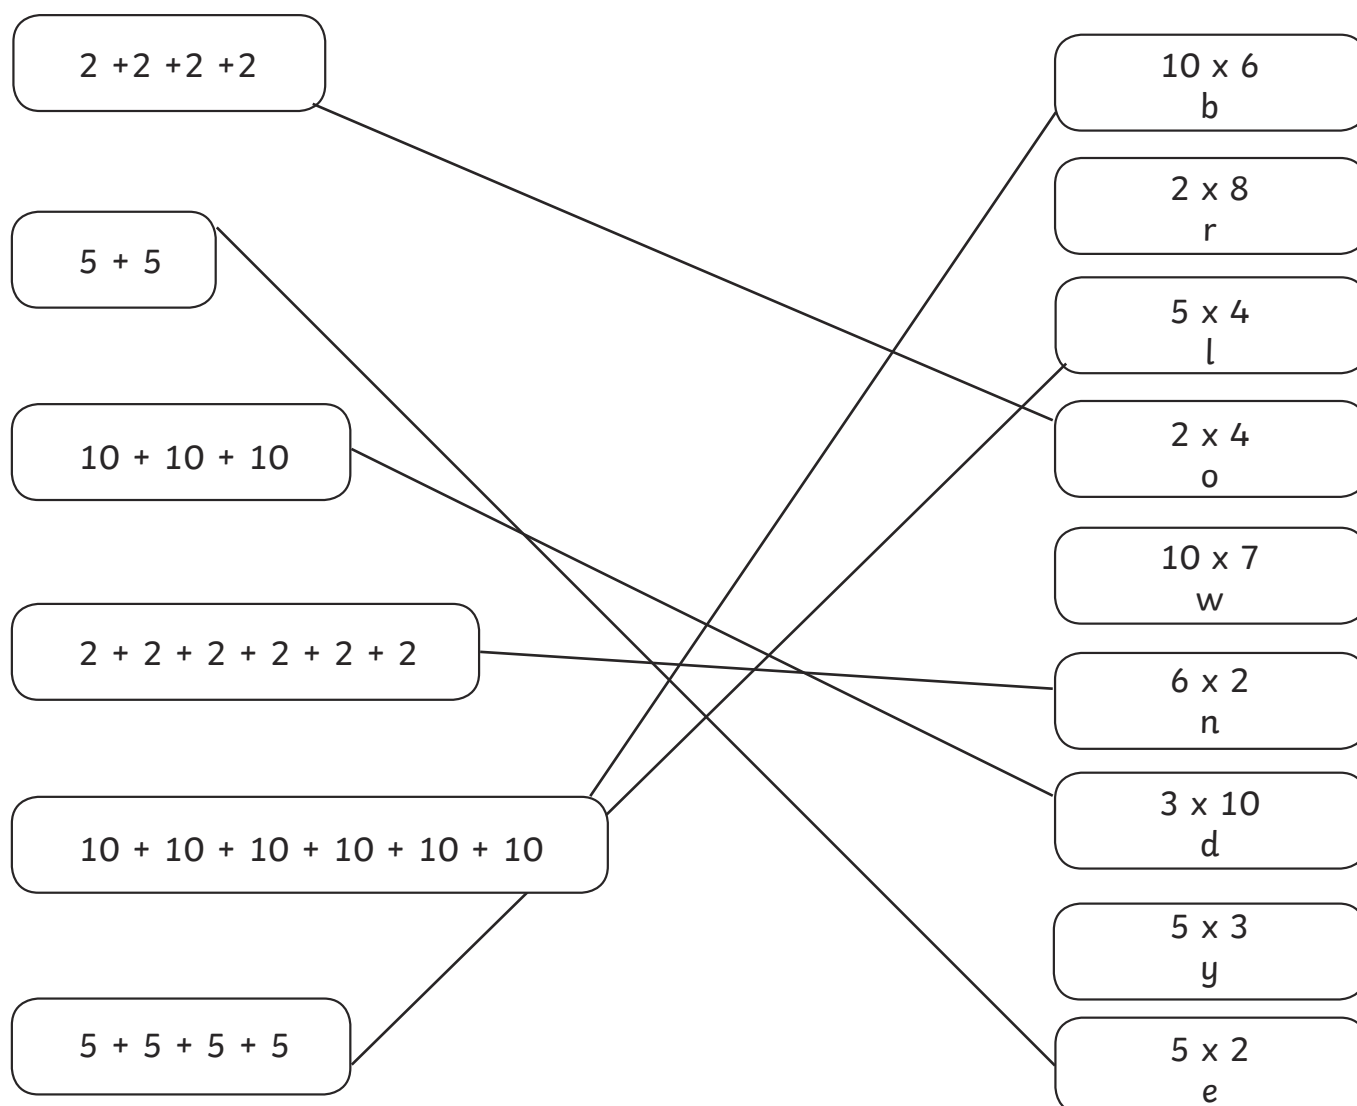 2 +2 +2 +2
5 + 5
10 + 10 + 10
2 + 2 + 2 + 2 + 2 + 2
10 + 10 + 10 + 10 + 10 + 10
5 + 5 + 5 + 5
10 x 6
b
2 x 8
r
5 x 4
l
2 x 4
o
10 x 7
w
6 x 2
n
3 x 10
d
5 x 3
y
5 x 2
e